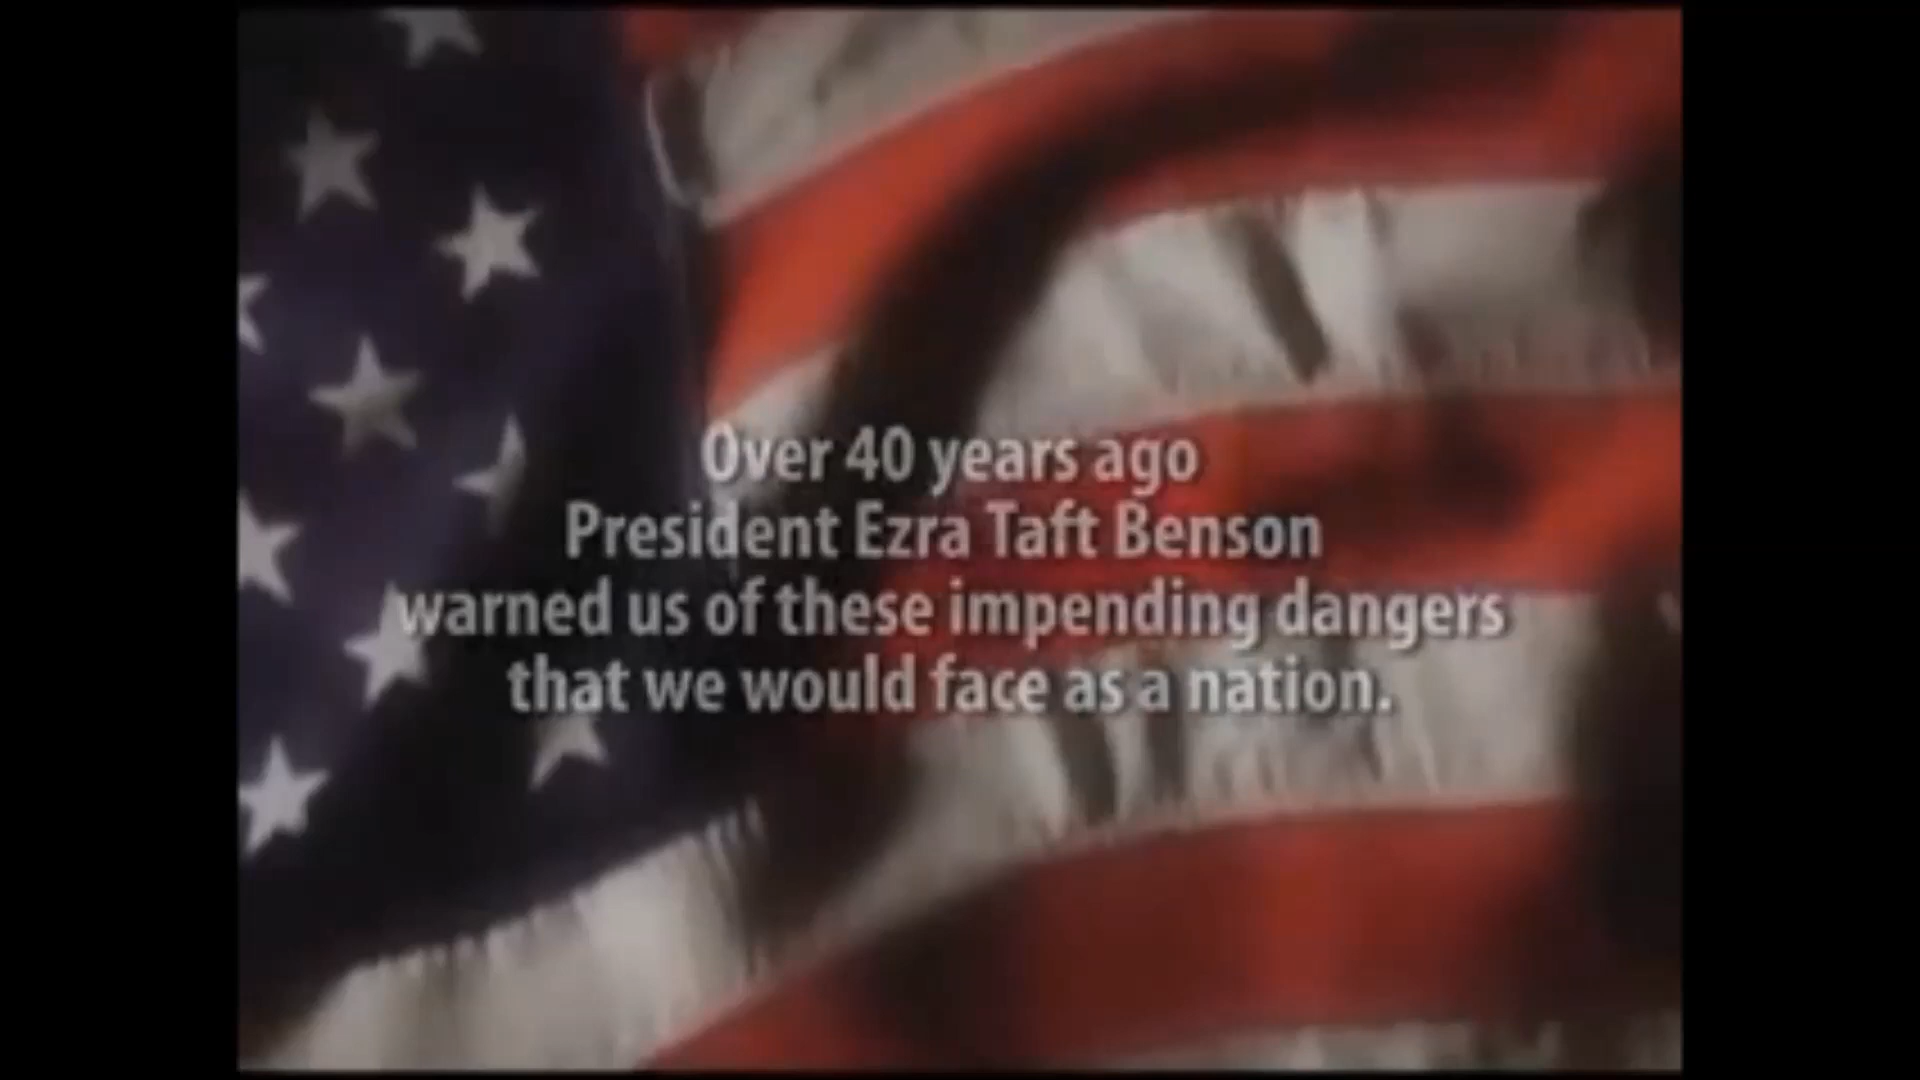 Over 40 years ago
President Ezra Taft Benson
warned us of these impending dangers
that we would face as a nation.